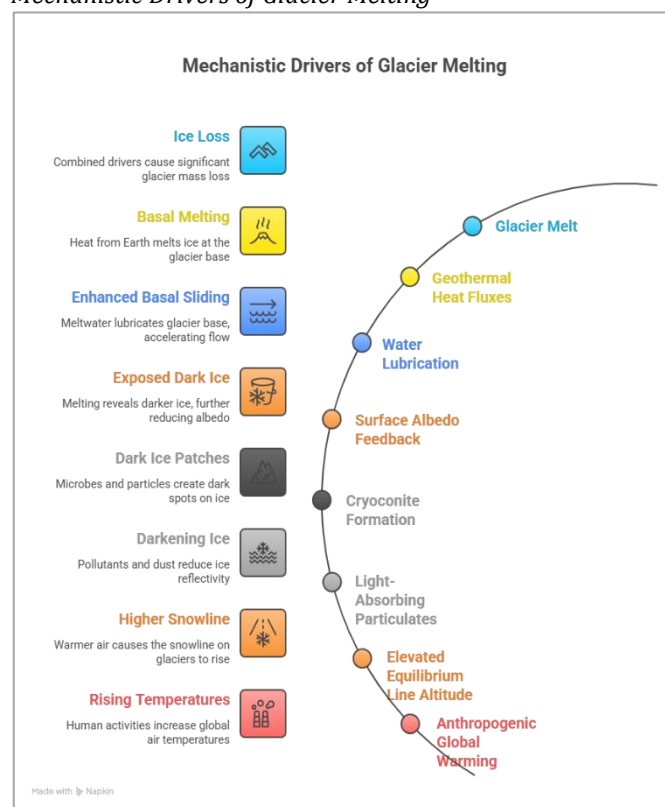 Mechanistic Drivers of Glacier Melting
Mechanistic Drivers of Glacier Melting
Ice Loss
Combined drivers cause significant
glacier mass loss
Glacier Melt
Basal Melting
Heat from Earth melts ice at the
glacier base
Geothermal
Heat Fluxes
Enhanced Basal Sliding
Meltwater lubricates glacier base,
accelerating flow
Water
Lubrication
Exposed Dark Ice
Melting reveals darker ice, further
reducing albedo
Surface Albedo
Feedback
Dark Ice Patches
Microbes and particles create dark
spots on ice
Cryoconite
Formation
Darkening Ice
Pollutants and dust reduce ice
reflectivity
Light-
Absorbing
Particulates
Higher Snowline
Warmer air causes the snowline on
glaciers to rise
Elevated
Equilibrium
Line Altitude
Rising Temperatures
Human activities increase global
air temperatures
Anthropogenic
Global
Warming
Made with Napkin